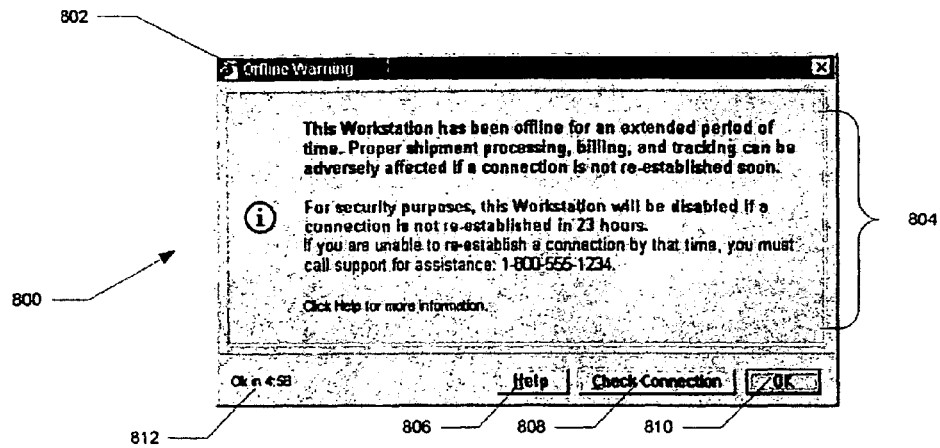 802
Offline Warning
This Workstation has been offline for an extended period of
time. Proper shipment processing, billing, and tracking can be
adversely affected if a connection is not re-established soon.
For security purposes, this Workstation will be disabled if a
connection is not re-established in 23 hours.
If you are unable to re-establish a connection by that time, you must
call support for assistance: 1-800-555-1234.
Click Help for more information.
804
800
Ok in 4:58
Help
Check Connection
OK
812
806
808
810